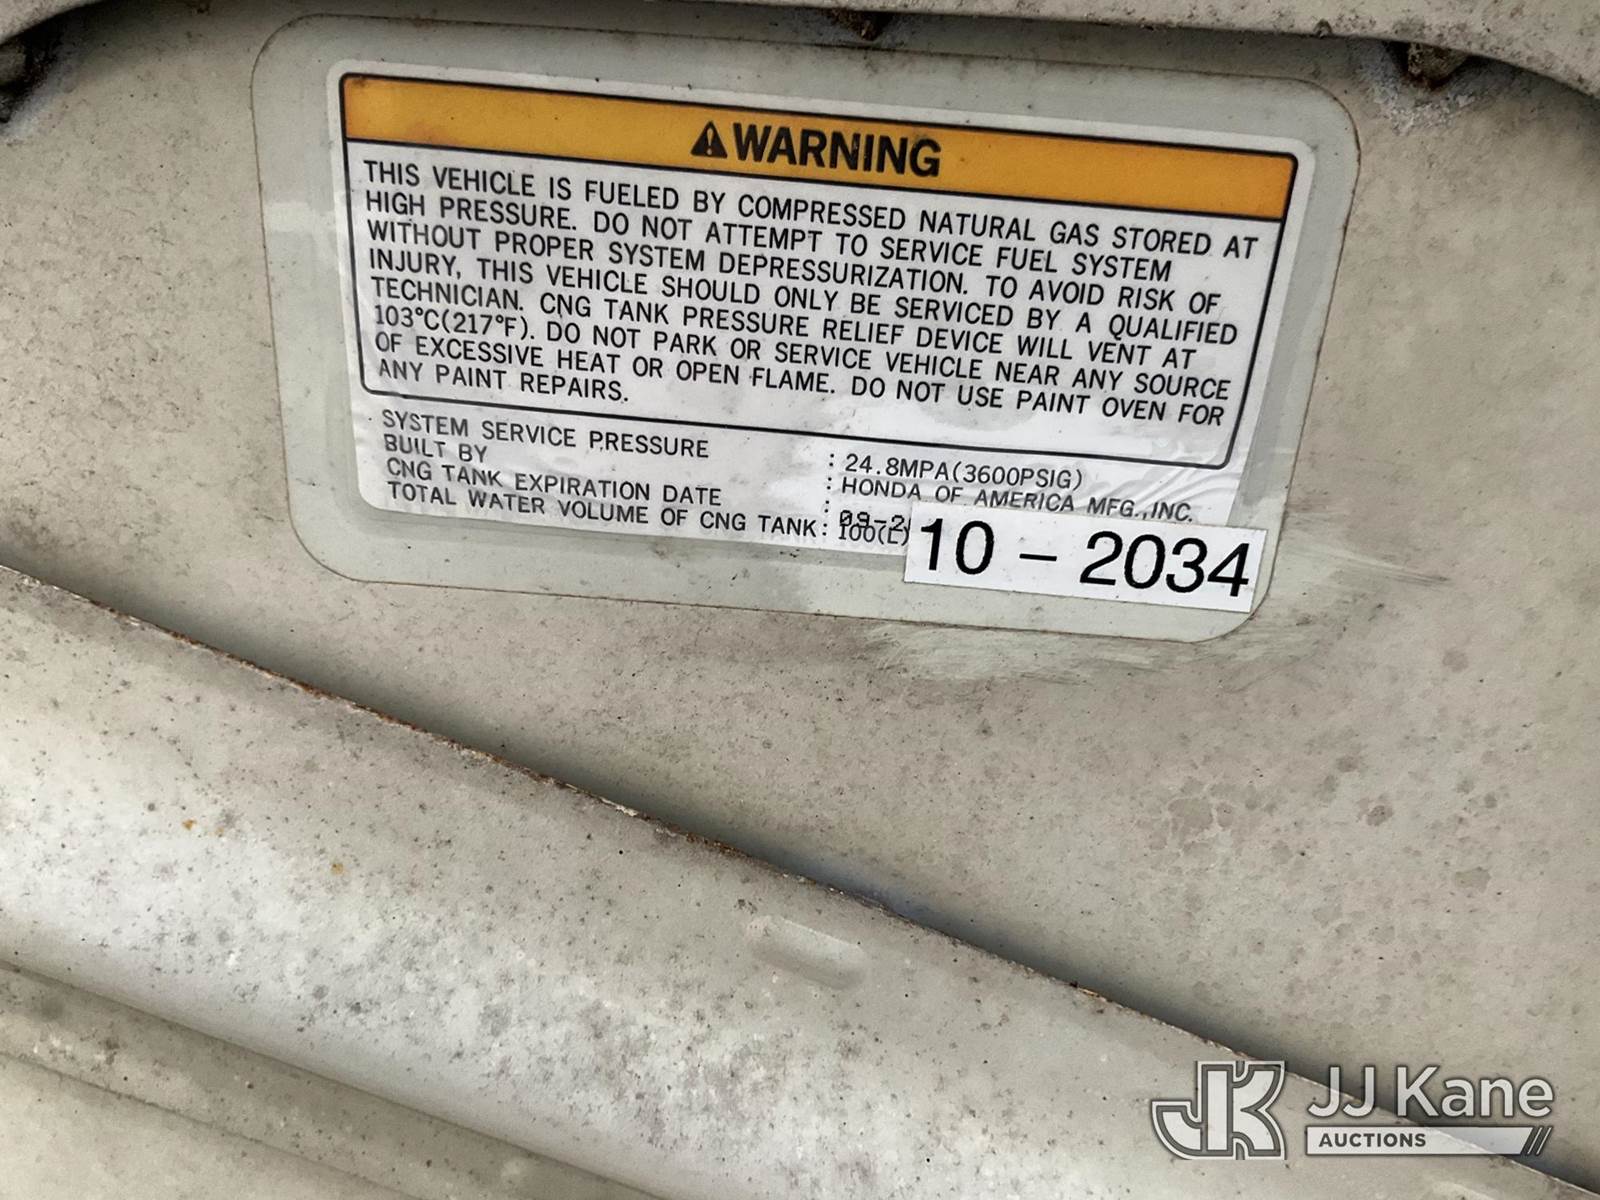 ⚠WARNING
THIS VEHICLE IS FUELED BY COMPRESSED NATURAL GAS STORED AT
HIGH PRESSURE. DO NOT ATTEMPT TO SERVICE FUEL SYSTEM
WITHOUT PROPER SYSTEM DEPRESSURIZATION. TO AVOID RISK OF
INJURY, THIS VEHICLE SHOULD ONLY BE SERVICED BY A QUALIFIED
TECHNICIAN. CNG TANK PRESSURE RELIEF DEVICE WILL VENT AT
103°C(217°F). DO NOT PARK OR SERVICE VEHICLE NEAR ANY SOURCE
OF EXCESSIVE HEAT OR OPEN FLAME. DO NOT USE PAINT OVEN FOR
ANY PAINT REPAIRS.
SYSTEM SERVICE PRESSURE : 24.8MPA(3600PSIG)
BUILT BY : HONDA OF AMERICA MFG.,INC.
CNG TANK EXPIRATION DATE : 10 - 2034
TOTAL WATER VOLUME OF CNG TANK: 100(L)
JK JJ Kane
AUCTIONS